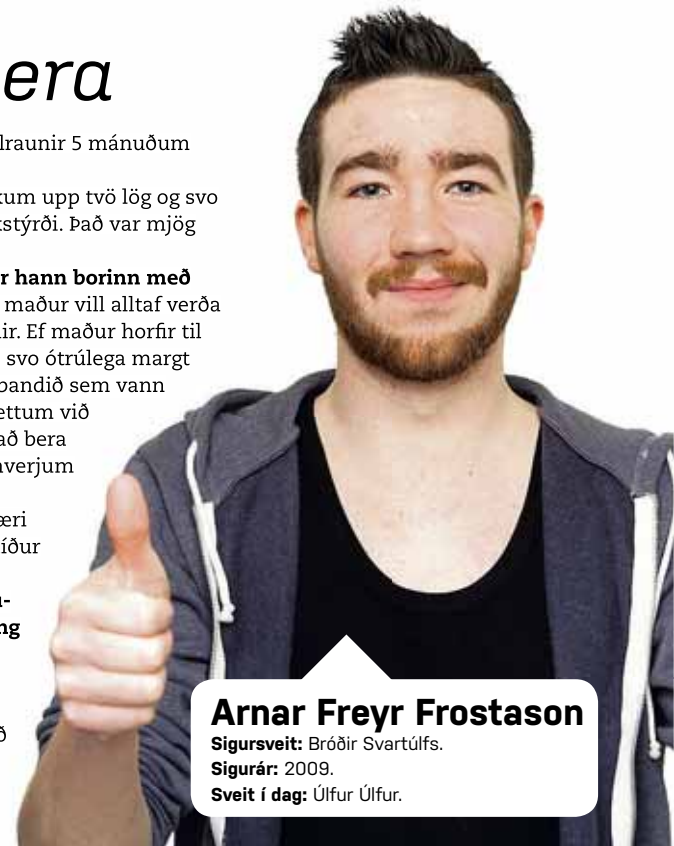 era
lraunir 5 mánuðum
kum upp tvö lög og svo
kstýrði. Það var mjög
r hann borinn með
maður vill alltaf verða
ir. Ef maður horfir til
svo ótrúlega margt
bandið sem vann
ettum við
að bera
hverjum
æri
íður
-
ng
ð
Arnar Freyr Frostason
Sigursveit: Bróðir Svartúlfs.
Sigurár: 2009.
Sveit í dag: Úlfur Úlfur.